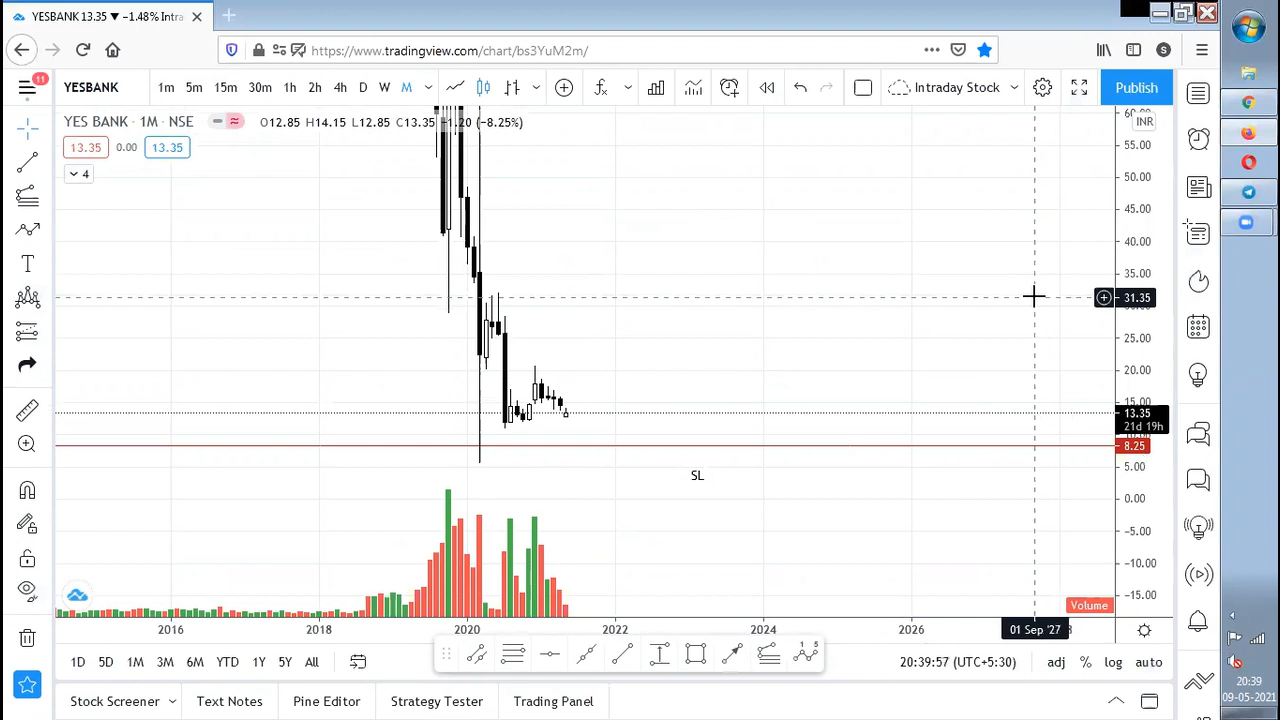 YESBANK 13.35 ▼ −1.48% Intra
https://www.tradingview.com/chart/bs3YuM2m/
S
11
YESBANK
1m 5m 15m 30m 1h 2h 4h D W M
Intraday Stock
Publish
YES BANK · 1M · NSE
O12.85 H14.15 L12.85 C13.35 (−8.25%)
INR
13.35 0.00 13.35
4
60.00
55.00
50.00
45.00
40.00
35.00
31.35
25.00
20.00
15.00
13.35
21d 19h
8.25
5.00
SL
0.00
−5.00
−10.00
−15.00
Volume
2016 2018 2020 2022 2024 2026 01 Sep '27
1D 5D 1M 3M 6M YTD 1Y 5Y All
20:39:57 (UTC+5:30) adj % log auto
Stock Screener Text Notes Pine Editor Strategy Tester Trading Panel
20:39
09-05-2021